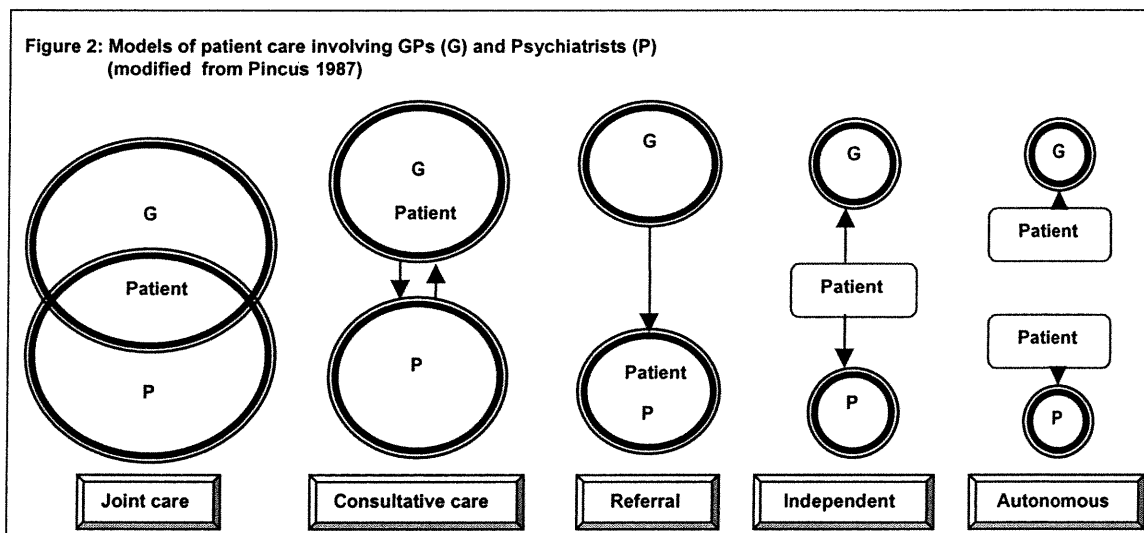 Figure 2: Models of patient care involving GPs (G) and Psychiatrists (P)
(modified from Pincus 1987)
G
Patient
P
Joint care
G
Patient
P
Consultative care
G
Patient
P
Referral
G
Patient
P
Independent
G
Patient
Patient
P
Autonomous